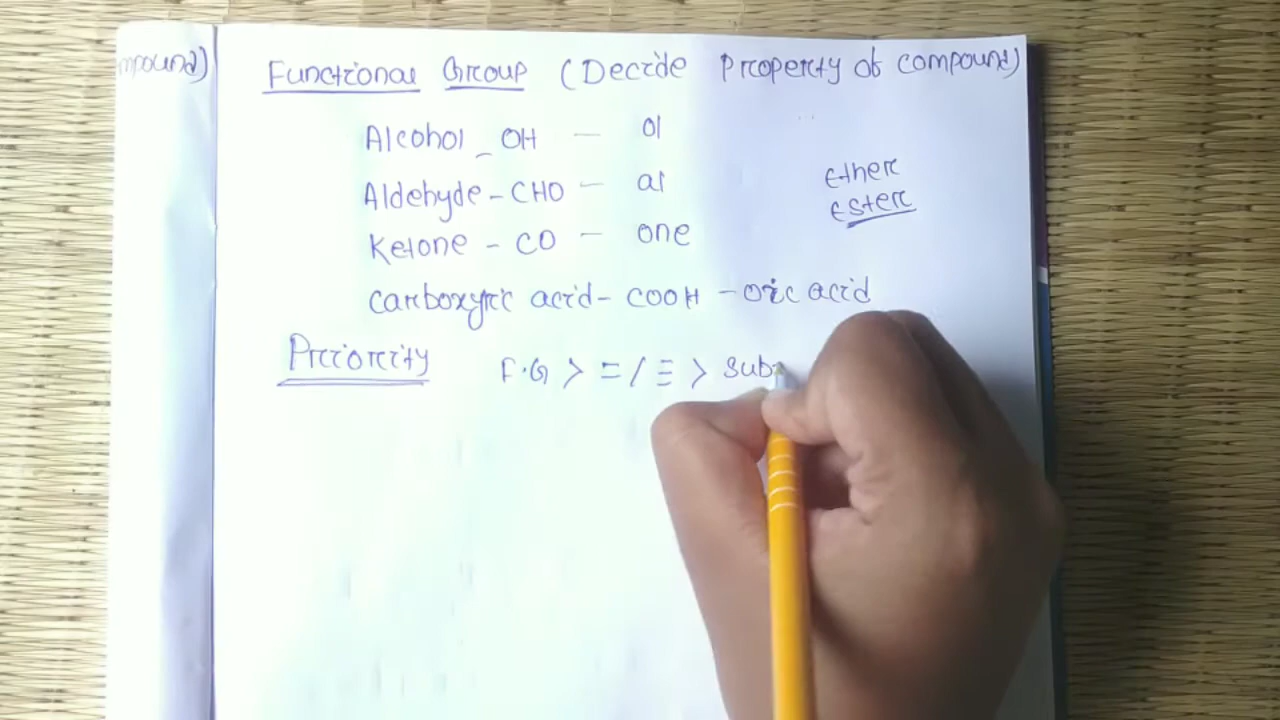 mpound)
Functional Group (Decide Property of compound)
Alcohol - OH — ol
Aldehyde - CHO — al
Ether
Ester
Ketone - CO — one
Carboxylic acid - COOH - oic acid
Priority F.G > = / ≡ > Sub